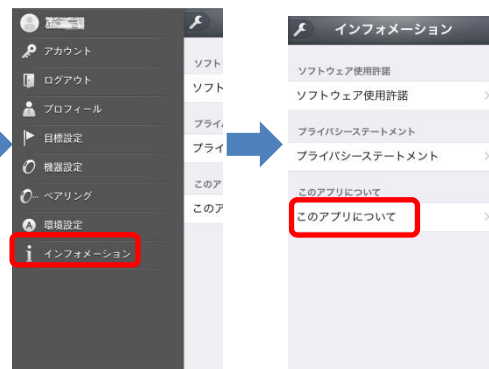 アカウント
ログアウト
プロフィール
目標設定
機器設定
ペアリング
環境設定
インフォメーション
ソフト
ソフト
プライ
プライ
このア
このア
インフォメーション
ソフトウェア使用許諾
ソフトウェア使用許諾
プライバシーステートメント
プライバシーステートメント
このアプリについて
このアプリについて